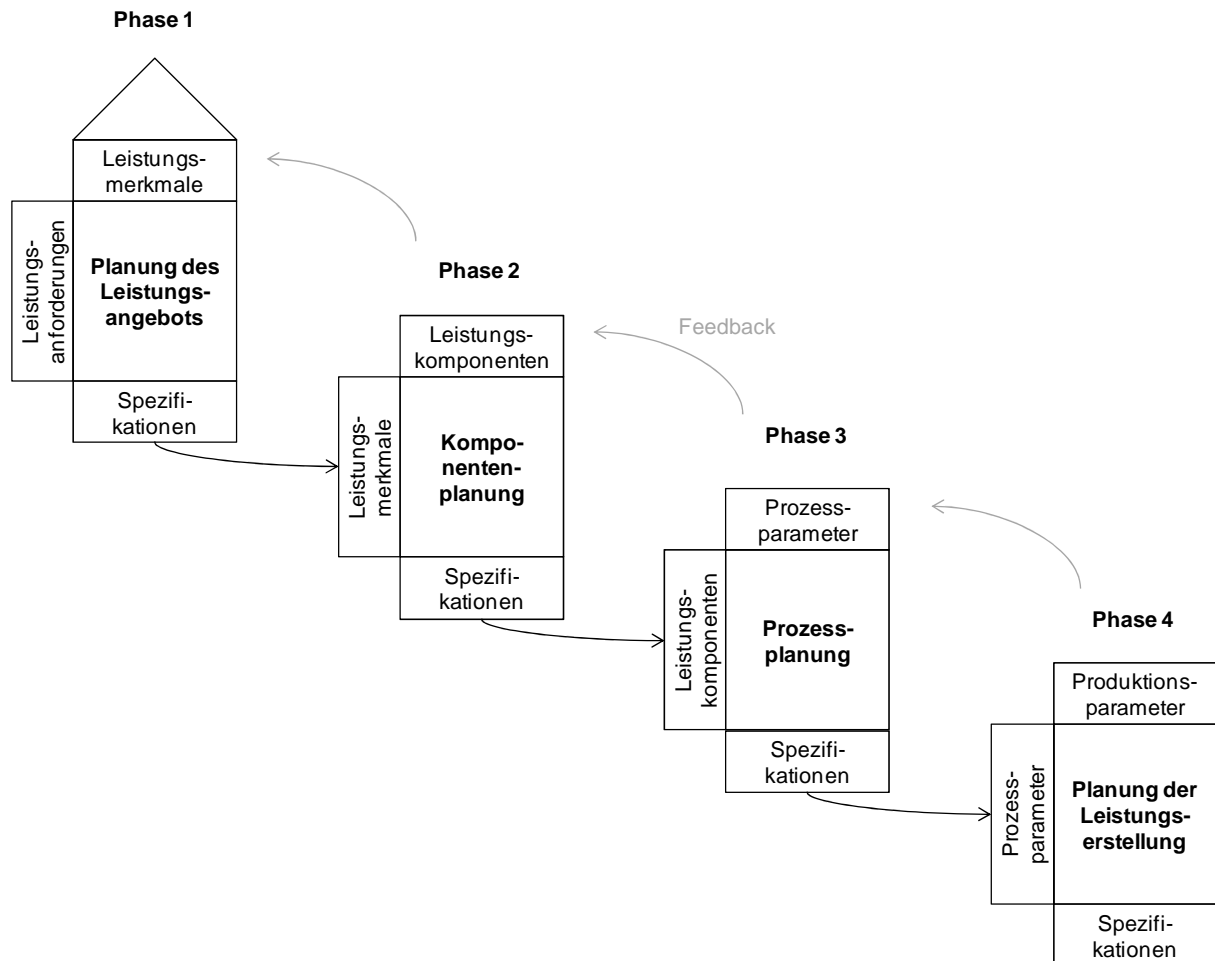 Phase 1
Leistungs-
merkmale
Leistungs-
anforderungen
Planung des
Leistungs-
angebots
Spezifi-
kationen
Phase 2
Leistungs-
komponenten
Leistungs-
merkmale
Kompo-
nenten-
planung
Spezifi-
kationen
Feedback
Phase 3
Prozess-
parameter
Leistungs-
komponenten
Prozess-
planung
Spezifi-
kationen
Phase 4
Produktions-
parameter
Prozess-
parameter
Planung der
Leistungs-
erstellung
Spezifi-
kationen